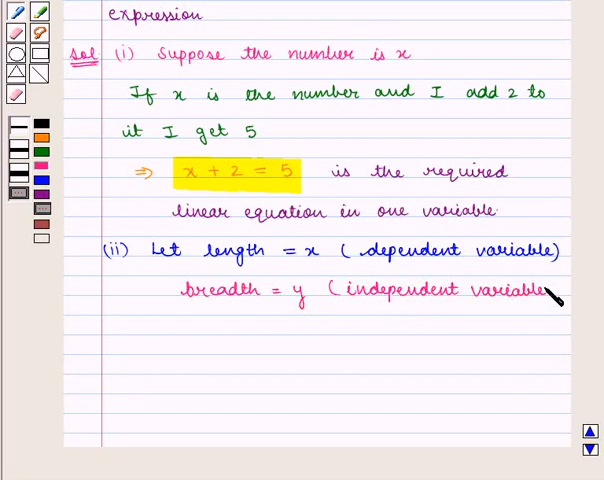 expression
Sol (i) Suppose the number is x
If x is the number and I add 2 to
it I get 5
⇒ x + 2 = 5 is the required
linear equation in one variable.
(ii) Let length = x ( dependent variable)
breadth = y (independent variable